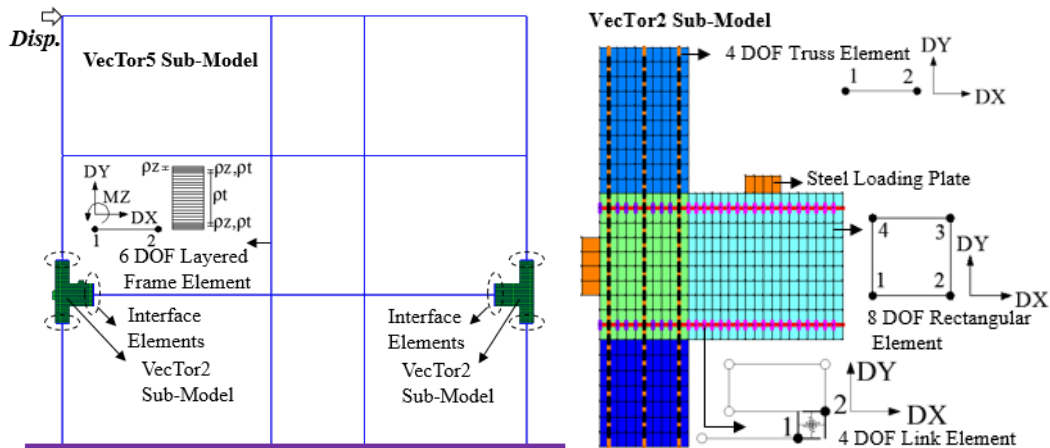 Disp.
VecTor5 Sub-Model
ρz
ρz,ρt
ρt
ρz,ρt
DY
MZ
DX
1 2
6 DOF Layered
Frame Element
Interface
Elements
VecTor2
Sub-Model
Interface
Elements
VecTor2
Sub-Model
VecTor2 Sub-Model
4 DOF Truss Element
1 2
DY
DX
Steel Loading Plate
4 3
1 2
DY
DX
8 DOF Rectangular
Element
DY
DX
2
1
4 DOF Link Element